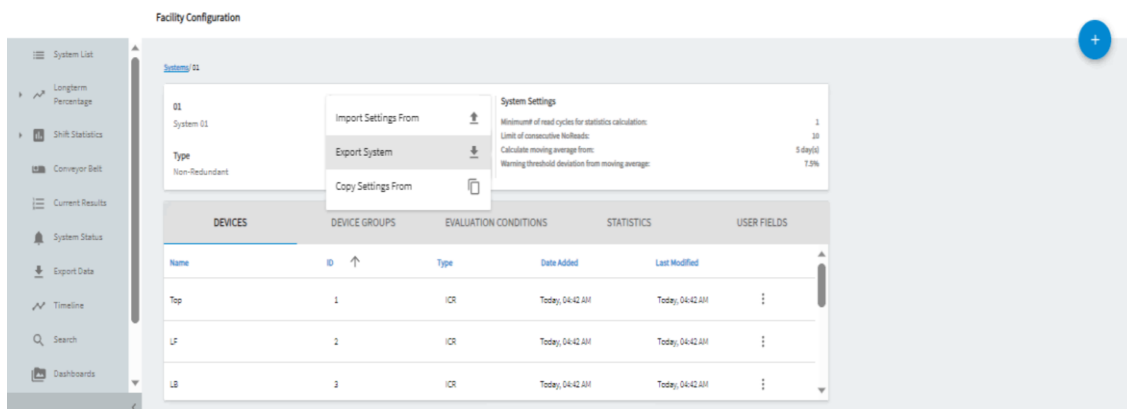 Facility Configuration
+
System List
Longterm
Percentage
Shift Statistics
Conveyor Belt
Current Results
System Status
Export Data
Timeline
Search
Dashboards
Systems/ 01
01
System 01
Type
Non-Redundant
Import Settings From
Export System
Copy Settings From
System Settings
Minimum# of read cycles for statistics calculation: 1
Limit of consecutive NoReads: 10
Calculate moving average from: 5 day(s)
Warning threshold deviation from moving average: 7.5%
DEVICES DEVICE GROUPS EVALUATION CONDITIONS STATISTICS USER FIELDS
Name ID Type Date Added Last Modified
Top 1 ICR Today, 04:42 AM Today, 04:42 AM
LF 2 ICR Today, 04:42 AM Today, 04:42 AM
LB 3 ICR Today, 04:42 AM Today, 04:42 AM